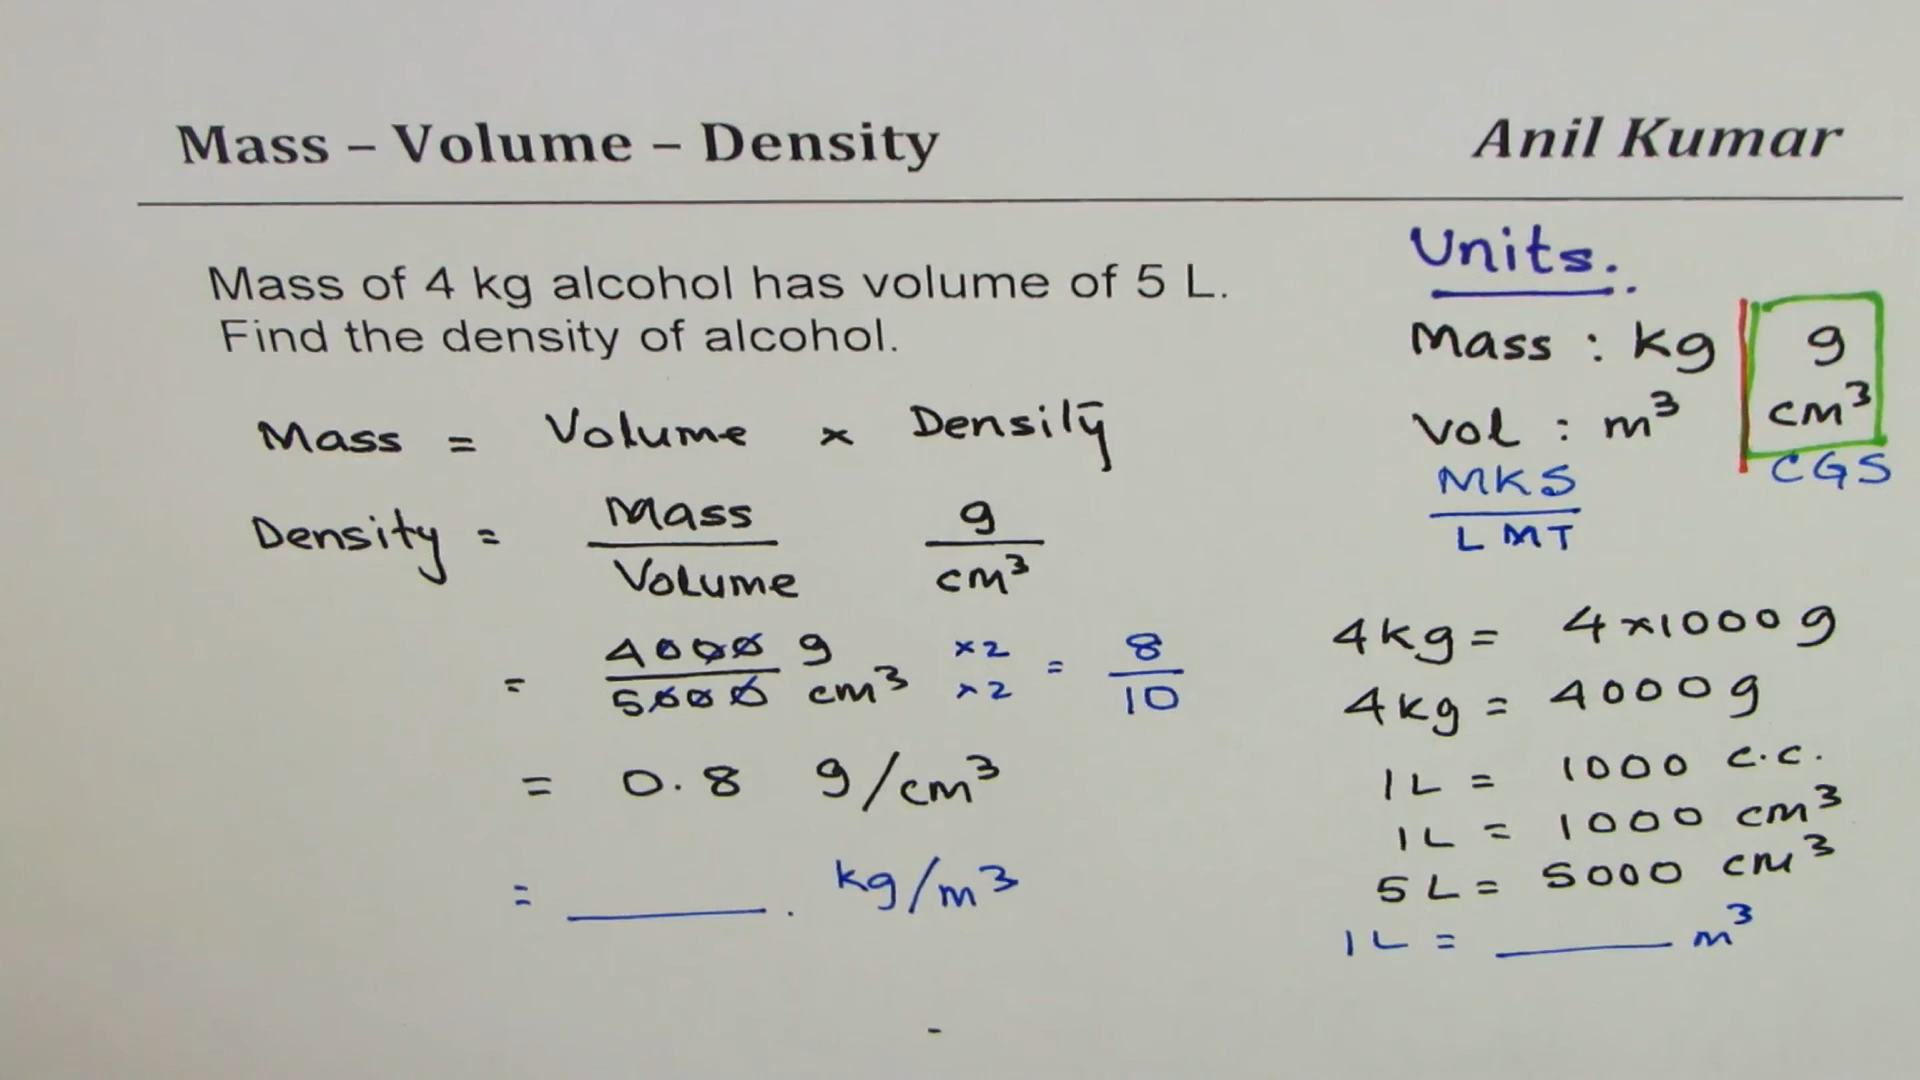 Mass – Volume – Density
Anil Kumar
Mass of 4 kg alcohol has volume of 5 L.
Find the density of alcohol.
Mass = Volume × Density
Density = Mass / Volume g / cm³
= 4000 g / 5000 cm³ ×2 / ×2 = 8 / 10
= 0.8 g/cm³
= ______ . kg/m³
Units.
Mass : kg g
Vol : m³ cm³
MKS CGS
LMT
4kg = 4×1000g
4kg = 4000g
1L = 1000 c.c.
1L = 1000 cm³
5L = 5000 cm³
1L = ______ m³